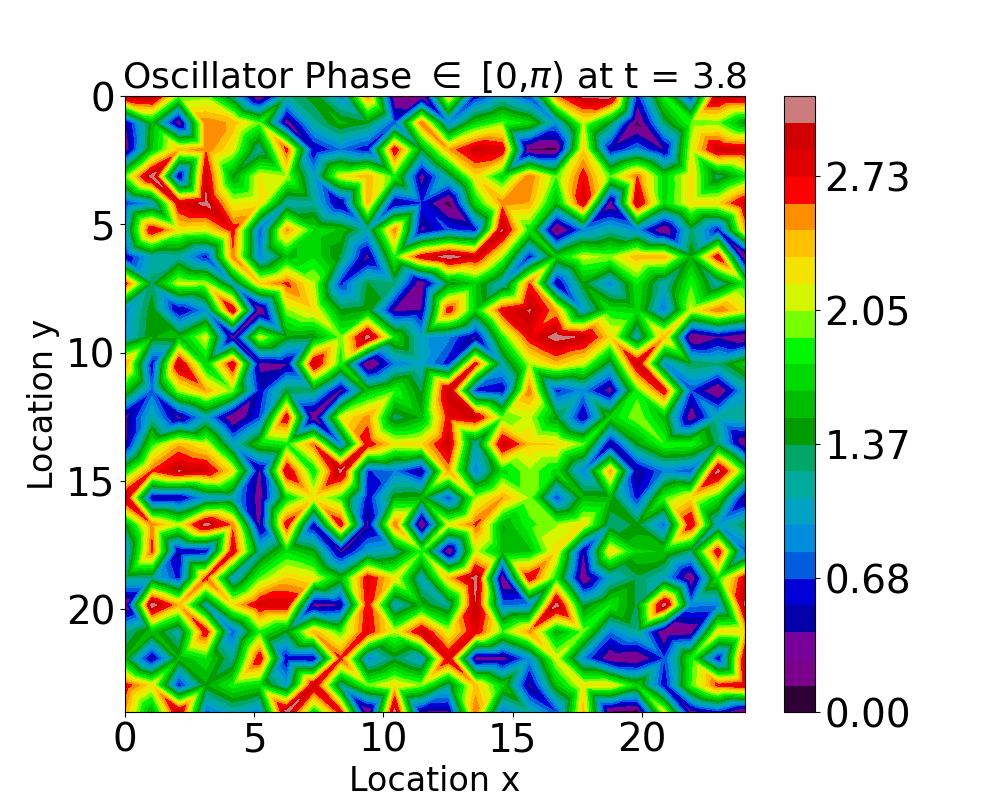 Oscillator Phase ∈ [0,π) at t = 3.8
0
5
10
15
20
Location y
0 5 10 15 20
Location x
2.73
2.05
1.37
0.68
0.00